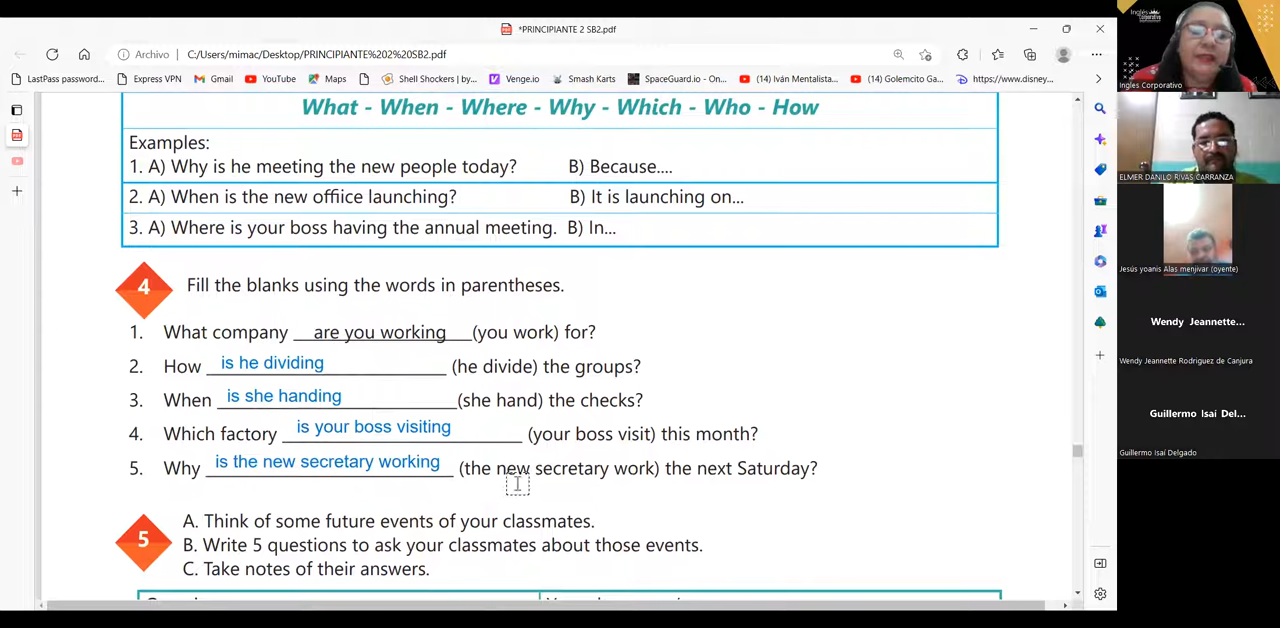 *PRINCIPIANTE 2 SB2.pdf
Archivo | C:/Users/mimac/Desktop/PRINCIPIANTE%202%20SB2.pdf
LastPass password... Express VPN Gmail YouTube Maps Shell Shockers | by... Venge.io Smash Karts SpaceGuard.io - On... (14) Iván Mentalista... (14) Golemcito Ga... https://www.disney...
What - When - Where - Why - Which - Who - How
Examples:
1. A) Why is he meeting the new people today? B) Because....
2. A) When is the new office launching? B) It is launching on...
3. A) Where is your boss having the annual meeting. B) In...
4 Fill the blanks using the words in parentheses.
1. What company __are you working___(you work) for?
2. How is he dividing (he divide) the groups?
3. When is she handing (she hand) the checks?
4. Which factory is your boss visiting (your boss visit) this month?
5. Why is the new secretary working (the new secretary work) the next Saturday?
5
A. Think of some future events of your classmates.
B. Write 5 questions to ask your classmates about those events.
C. Take notes of their answers.
Inglés Corporativo
Ingles Corporativo
ELMER DANILO RIVAS CARRANZA
Jesús yoanis Alas menjivar (oyente)
Wendy Jeannette...
Wendy Jeannette Rodriguez de Canjura
Guillermo Isaí Del...
Guillermo Isaí Delgado